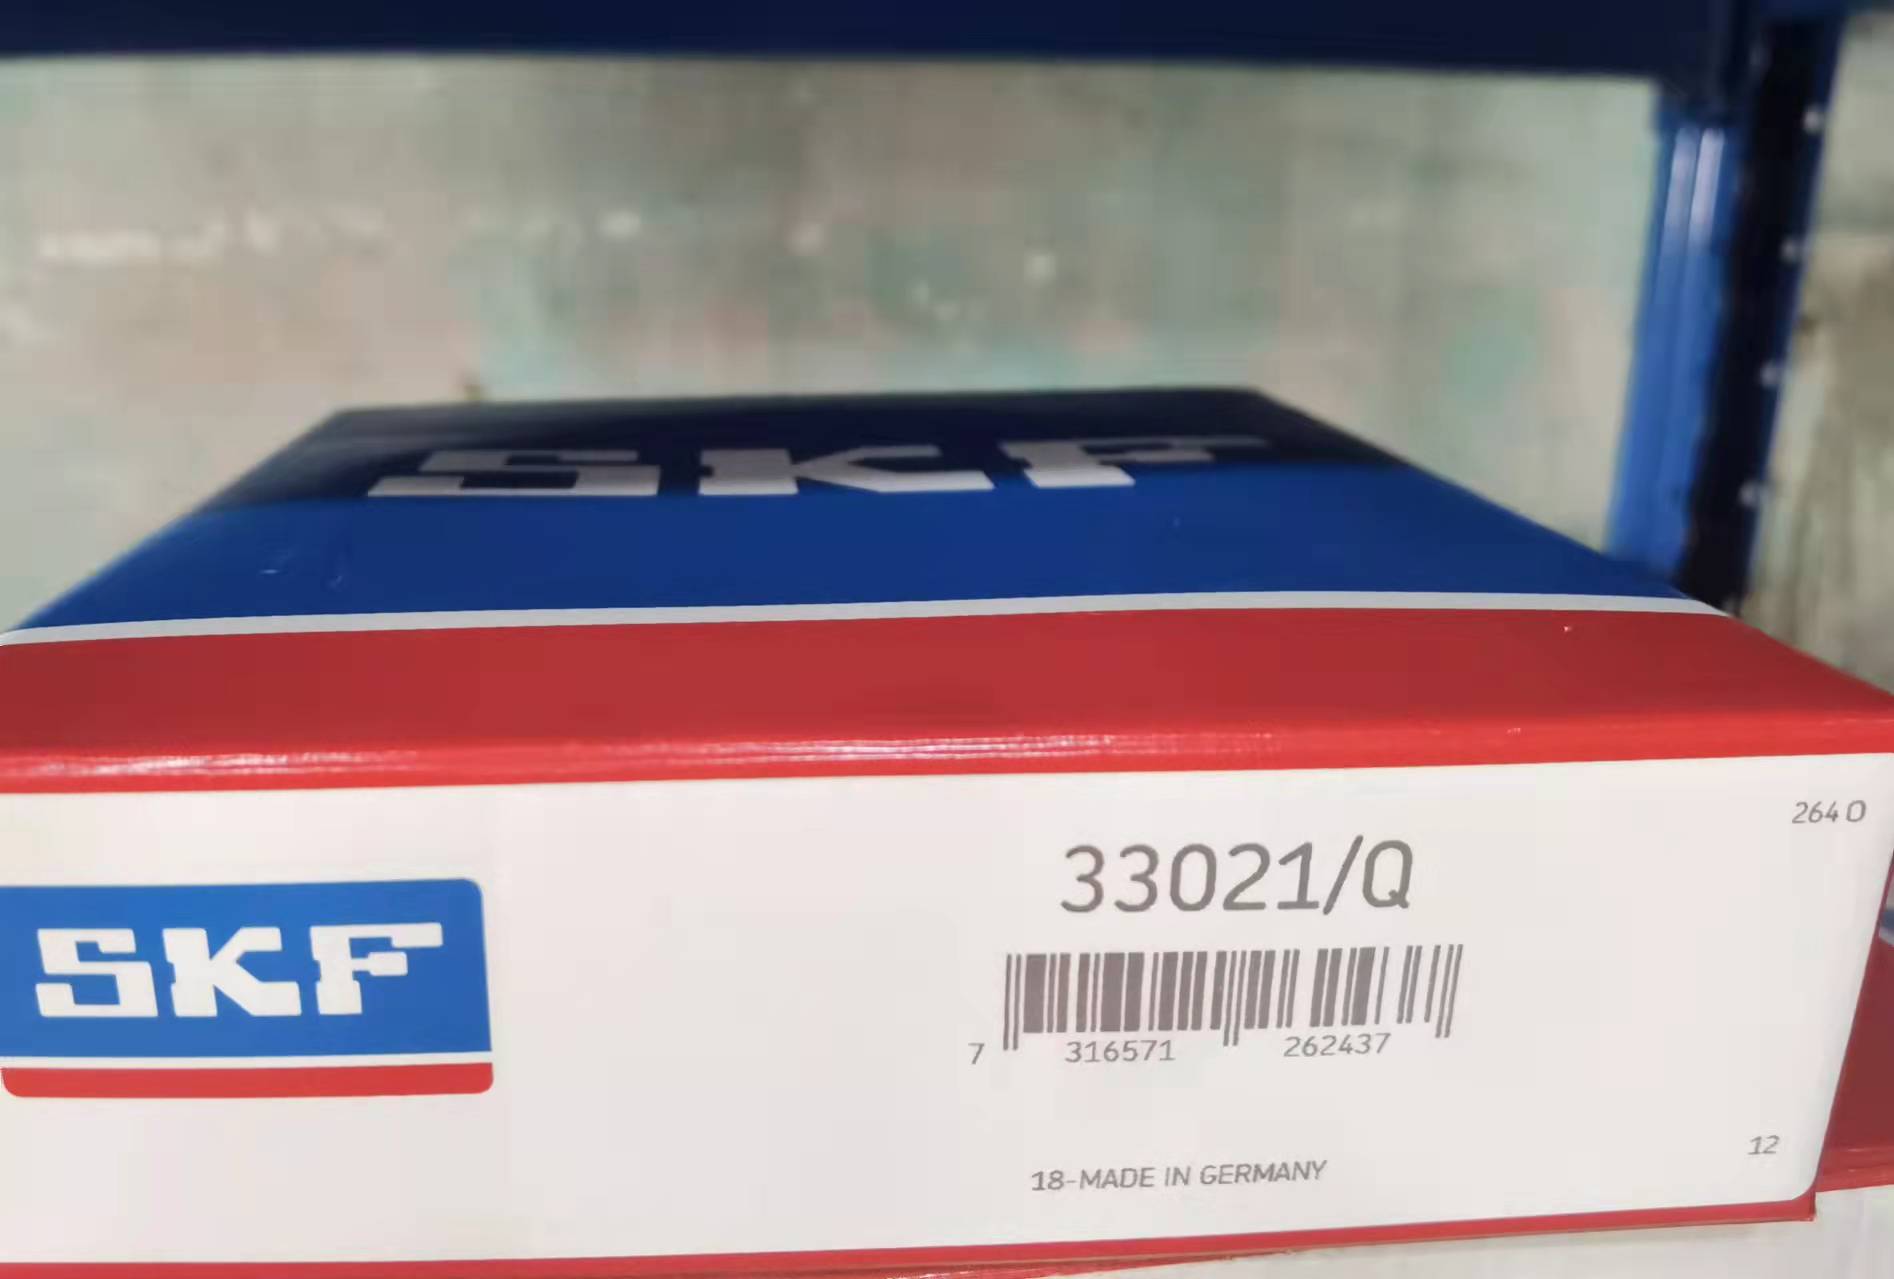 SKF
264 O
33021/Q
SKF
7 316571 262437
12
18-MADE IN GERMANY